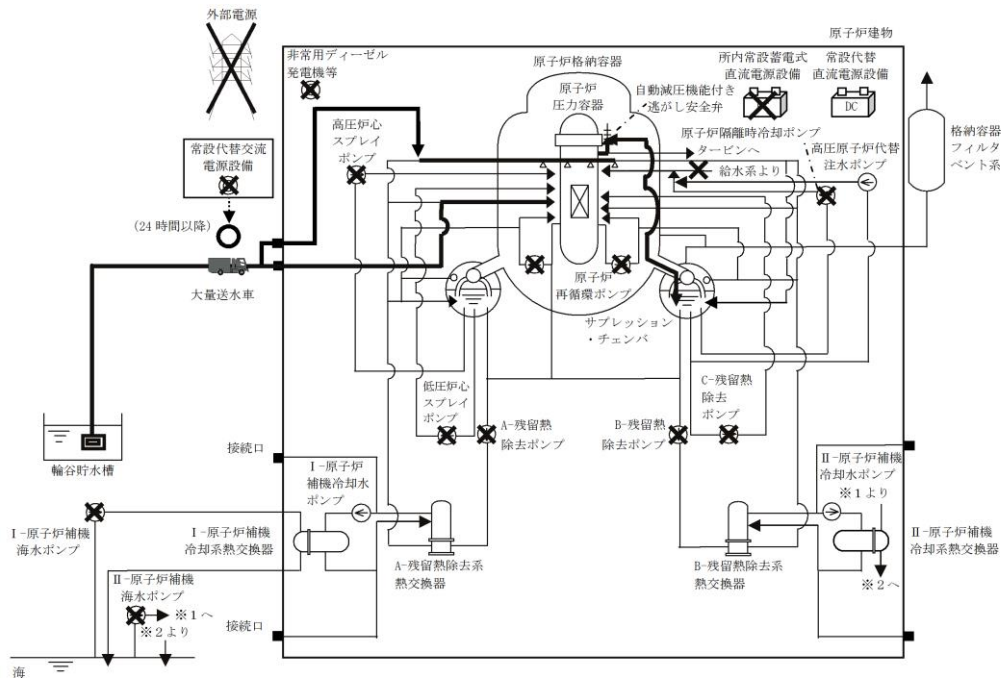 外部電源
原子炉建物
非常用ディーゼル
発電機等
原子炉格納容器
原子炉
圧力容器
所内常設蓄電式
直流電源設備
常設代替
直流電源設備
DC
自動減圧機能付き
逃がし安全弁
高圧炉心
スプレイ
ポンプ
原子炉隔離時冷却ポンプ
タービンへ
高圧原子炉代替
注水ポンプ
給水系より
格納容器
フィルタ
ベント系
常設代替交流
電源設備
(24時間以降)
大量送水車
原子炉
再循環ポンプ
サプレッション
・チェンバ
低圧炉心
スプレイ
ポンプ
A-残留熱
除去ポンプ
B-残留熱
除去ポンプ
C-残留熱
除去
ポンプ
輪谷貯水槽
接続口
Ⅰ-原子炉
補機冷却水
ポンプ
Ⅱ-原子炉補機
冷却水ポンプ
※1より
Ⅰ-原子炉補機
海水ポンプ
Ⅰ-原子炉補機
冷却系熱交換器
Ⅱ-原子炉補機
冷却系熱交換器
A-残留熱除去系
熱交換器
B-残留熱除去系
熱交換器
※2へ
Ⅱ-原子炉補機
海水ポンプ
※1へ
※2より
接続口
海